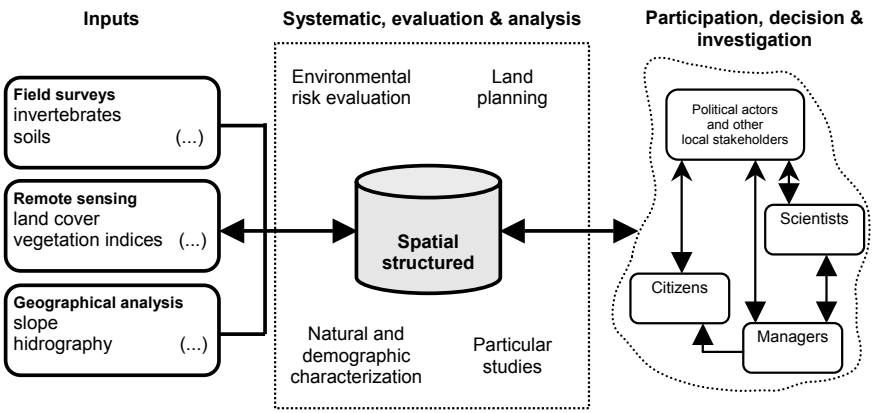 Inputs
Field surveys
invertebrates
soils (...)
Remote sensing
land cover
vegetation indices (...)
Geographical analysis
slope
hidrography (...)
Systematic, evaluation & analysis
Environmental
risk evaluation
Land
planning
Spatial
structured
Natural and
demographic
characterization
Particular
studies
Participation, decision &
investigation
Political actors
and other
local stakeholders
Scientists
Citizens
Managers